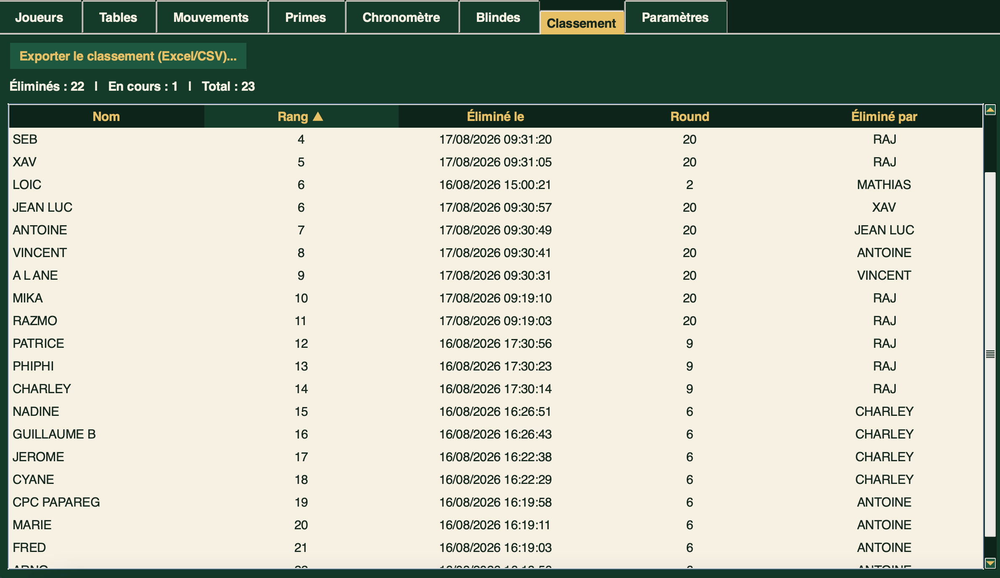 Joueurs Tables Mouvements Primes Chronomètre Blindes Classement Paramètres
Exporter le classement (Excel/CSV)...
Éliminés : 22 | En cours : 1 | Total : 23
Nom Rang ▲ Éliminé le Round Éliminé par
SEB 4 17/08/2026 09:31:20 20 RAJ
XAV 5 17/08/2026 09:31:05 20 RAJ
LOIC 6 16/08/2026 15:00:21 2 MATHIAS
JEAN LUC 6 17/08/2026 09:30:57 20 XAV
ANTOINE 7 17/08/2026 09:30:49 20 JEAN LUC
VINCENT 8 17/08/2026 09:30:41 20 ANTOINE
A L ANE 9 17/08/2026 09:30:31 20 VINCENT
MIKA 10 17/08/2026 09:19:10 20 RAJ
RAZMO 11 17/08/2026 09:19:03 20 RAJ
PATRICE 12 16/08/2026 17:30:56 9 RAJ
PHIPHI 13 16/08/2026 17:30:23 9 RAJ
CHARLEY 14 16/08/2026 17:30:14 9 RAJ
NADINE 15 16/08/2026 16:26:51 6 CHARLEY
GUILLAUME B 16 16/08/2026 16:26:43 6 CHARLEY
JEROME 17 16/08/2026 16:22:38 6 CHARLEY
CYANE 18 16/08/2026 16:22:29 6 CHARLEY
CPC PAPAREG 19 16/08/2026 16:19:58 6 ANTOINE
MARIE 20 16/08/2026 16:19:11 6 ANTOINE
FRED 21 16/08/2026 16:19:03 6 ANTOINE